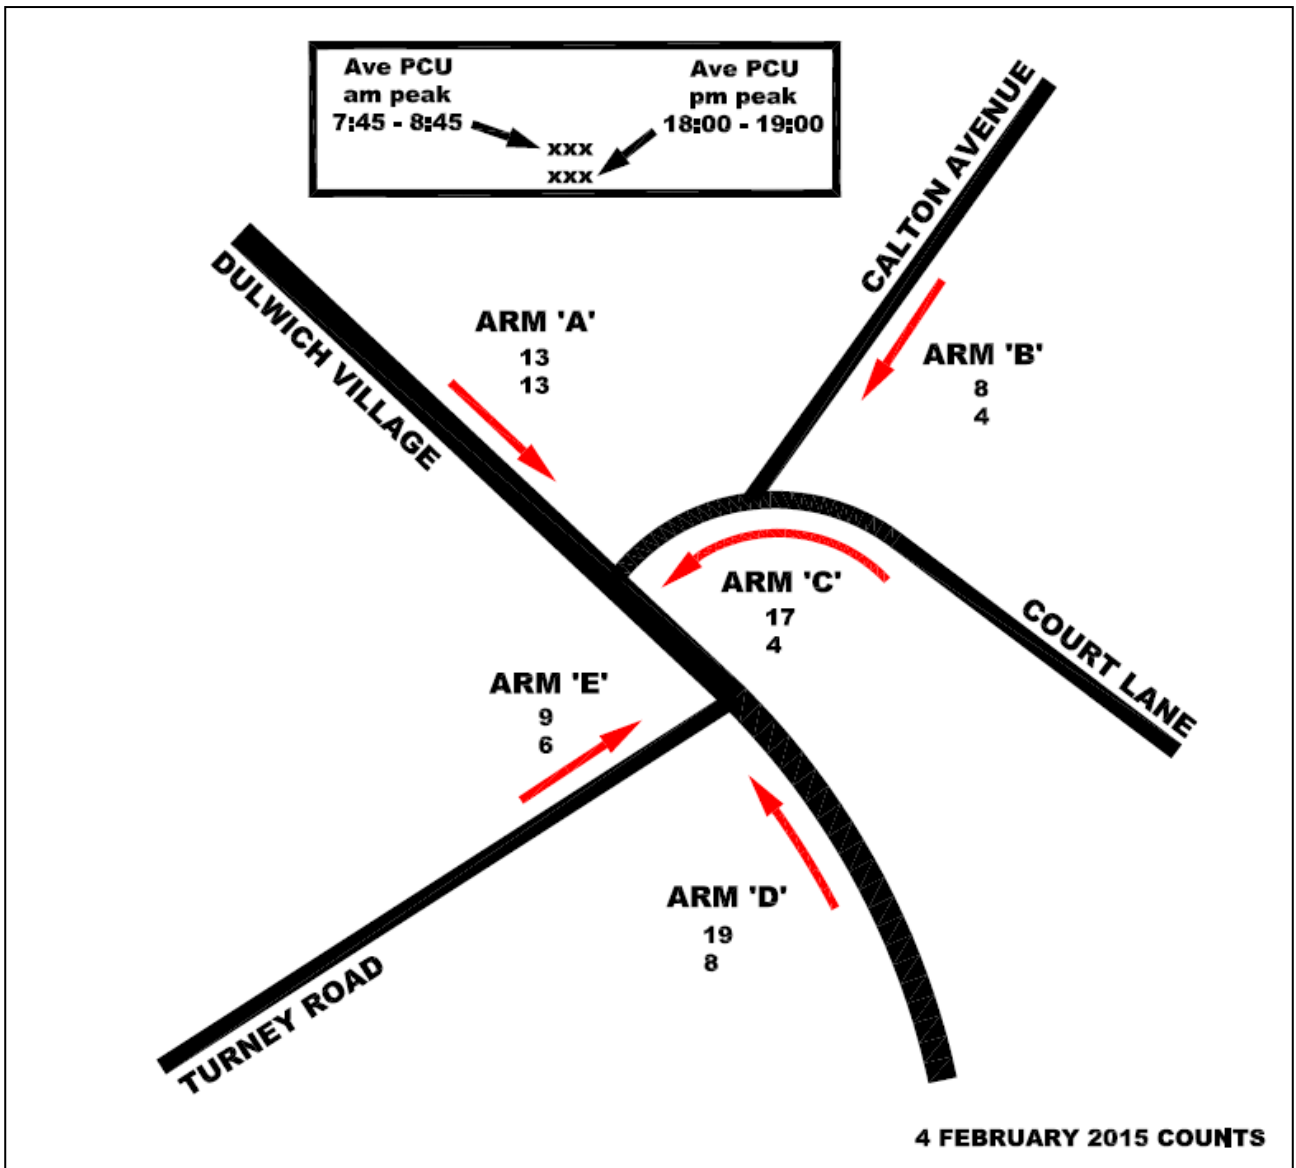 Ave PCU
am peak
7:45 - 8:45
Ave PCU
pm peak
18:00 - 19:00
xxx
xxx
CALTON AVENUE
DULWICH VILLAGE
ARM 'A'
13
13
ARM 'B'
8
4
ARM 'C'
17
4
COURT LANE
ARM 'E'
9
6
ARM 'D'
19
8
TURNEY ROAD
4 FEBRUARY 2015 COUNTS